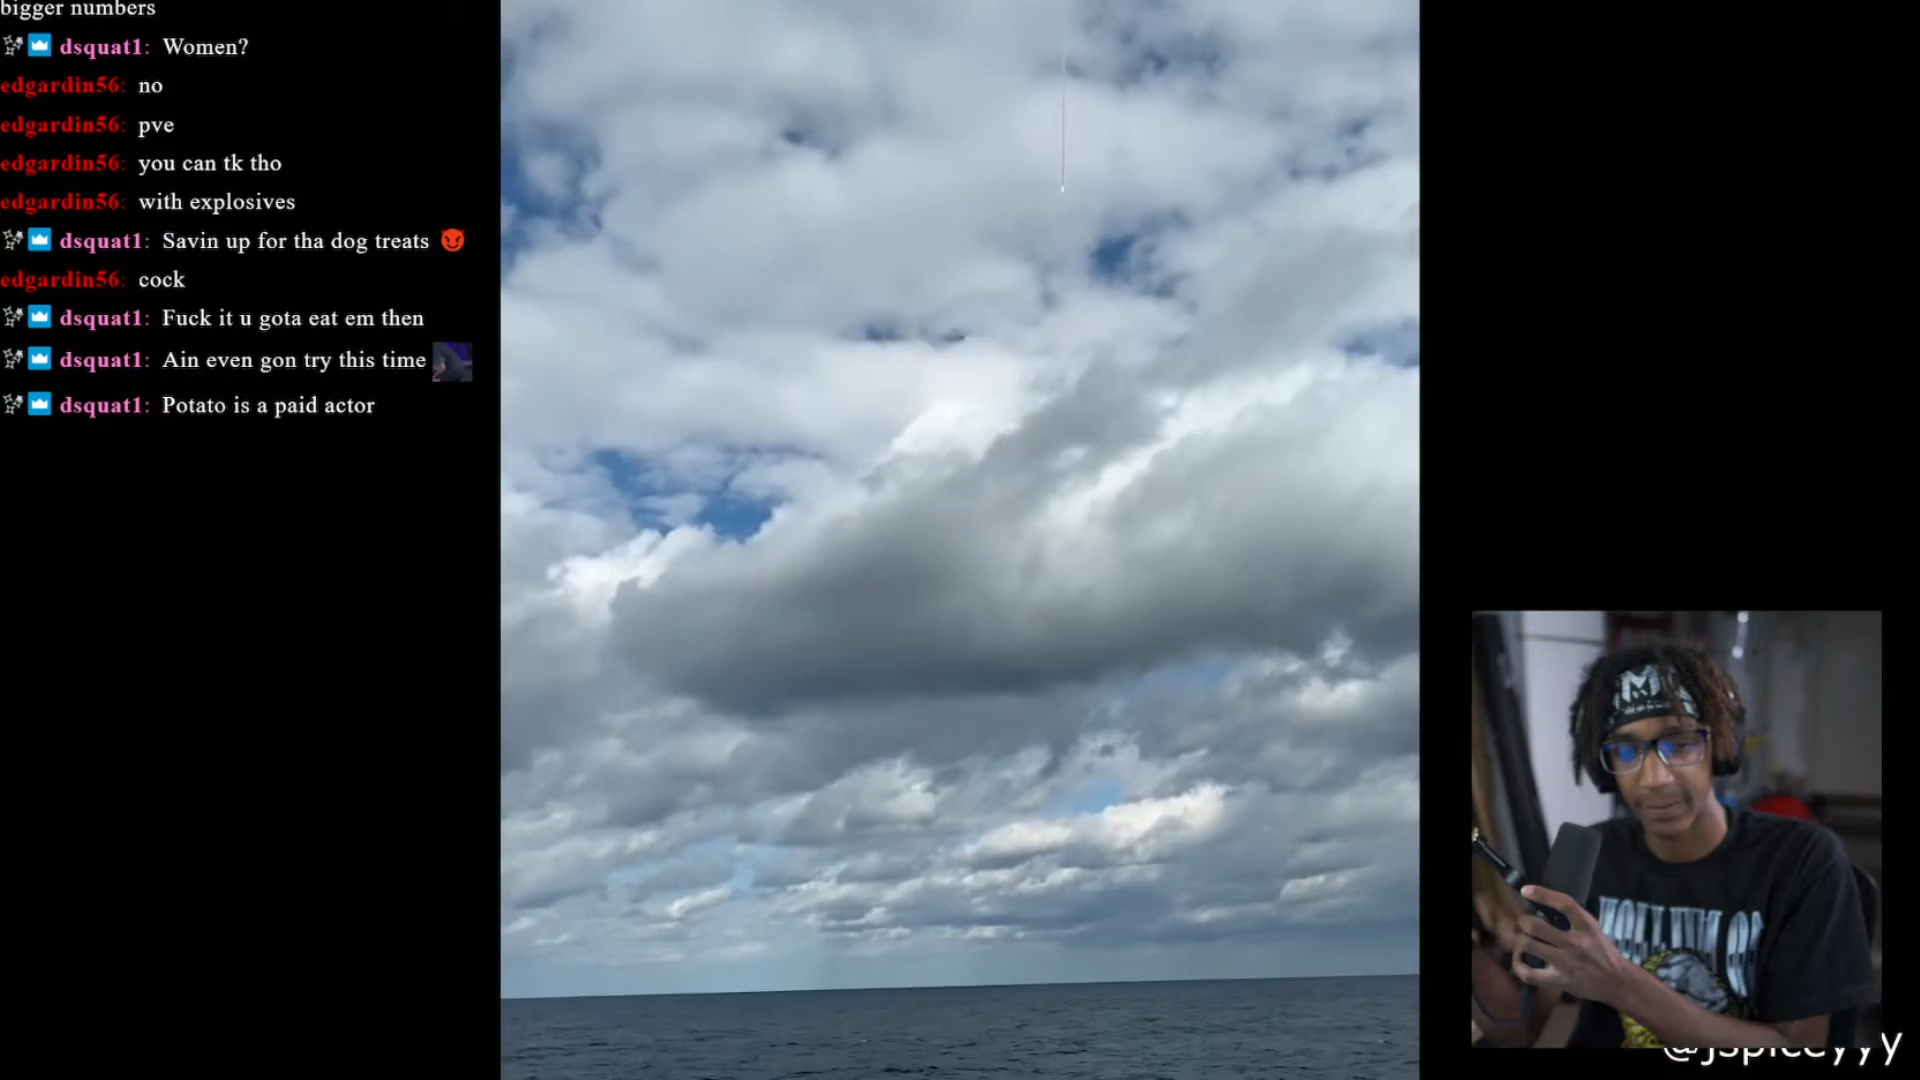 bigger numbers
dsquat1: Women?
edgardin56: no
edgardin56: pve
edgardin56: you can tk tho
edgardin56: with explosives
dsquat1: Savin up for tha dog treats 😈
edgardin56: cock
dsquat1: Fuck it u gota eat em then
dsquat1: Ain even gon try this time
dsquat1: Potato is a paid actor
@jspiceyyy